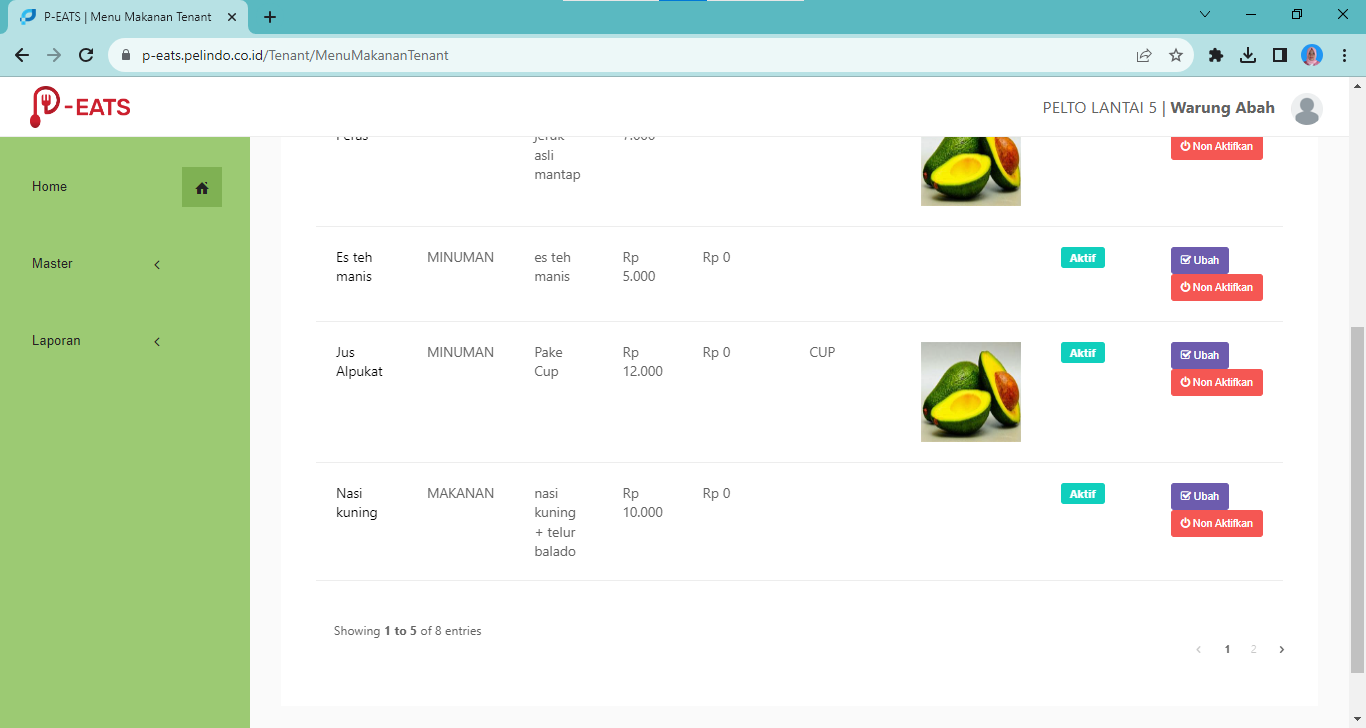 P-EATS | Menu Makanan Tenant
p-eats.pelindo.co.id/Tenant/MenuMakananTenant
P-EATS
PELTO LANTAI 5 | Warung Abah
Home
Master
Laporan
Peras
jeruk
asli
mantap
7.000
Non Aktifkan
Es teh
manis
MINUMAN
es teh
manis
Rp
5.000
Rp 0
Aktif
Ubah
Non Aktifkan
Jus
Alpukat
MINUMAN
Pake
Cup
Rp
12.000
Rp 0
CUP
Aktif
Ubah
Non Aktifkan
Nasi
kuning
MAKANAN
nasi
kuning
+ telur
balado
Rp
10.000
Rp 0
Aktif
Ubah
Non Aktifkan
Showing 1 to 5 of 8 entries
1 2